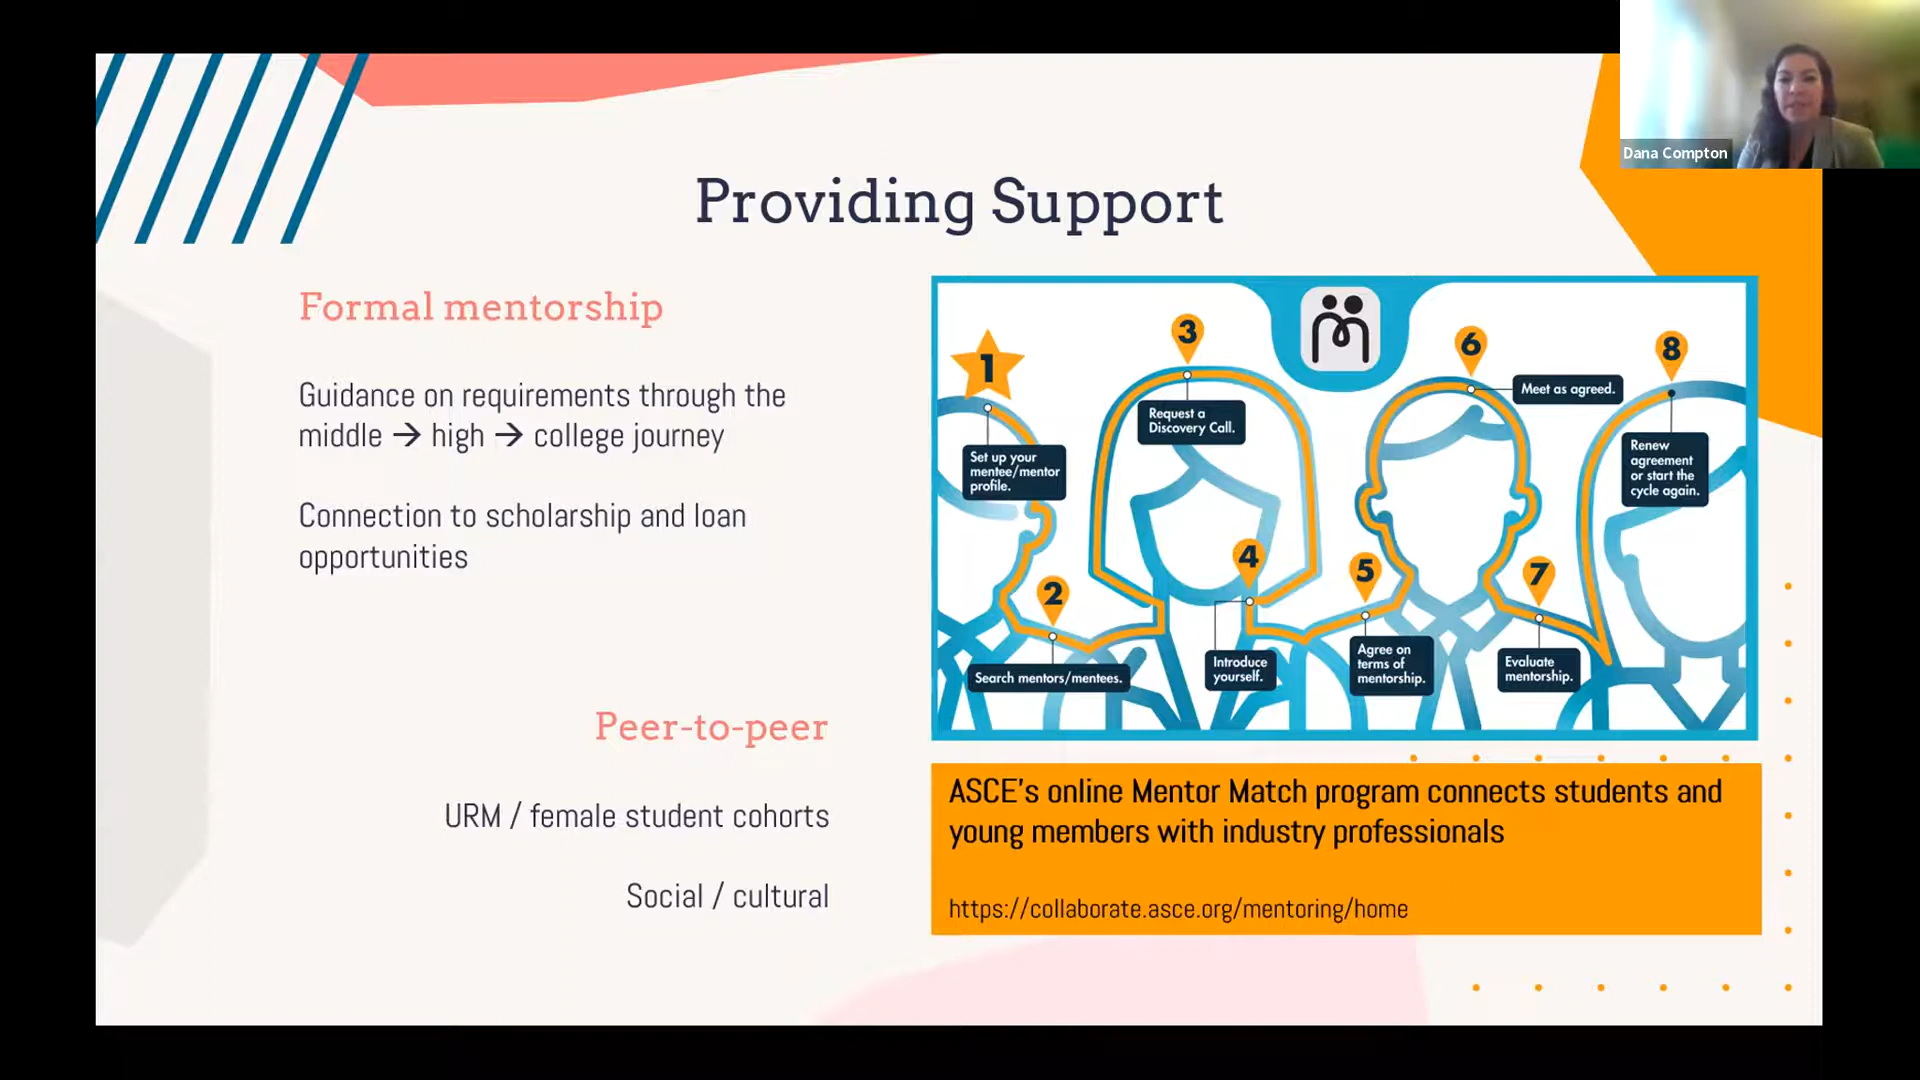 Dana Compton
Providing Support
Formal mentorship
Guidance on requirements through the
middle → high → college journey
Connection to scholarship and loan
opportunities
Peer-to-peer
URM / female student cohorts
Social / cultural
1
Set up your
mentee/mentor
profile.
2
Search mentors/mentees.
3
Request a
Discovery Call.
4
Introduce
yourself.
5
Agree on
terms of
mentorship.
6
Meet as agreed.
7
Evaluate
mentorship.
8
Renew
agreement
or start the
cycle again.
ASCE's online Mentor Match program connects students and
young members with industry professionals
https://collaborate.asce.org/mentoring/home